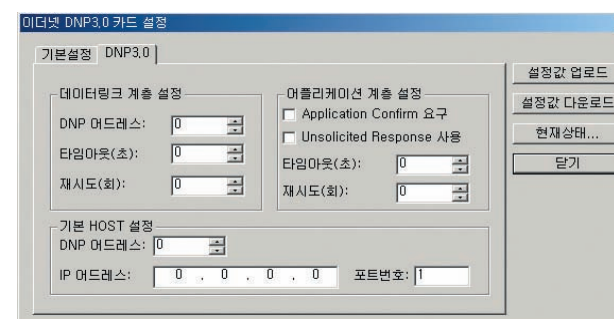 이더넷 DNP3.0 카드 설정
기본설정 DNP3.0
데이터링크 계층 설정
DNP 어드레스: 0
타임아웃(초): 0
재시도(회): 0
어플리케이션 계층 설정
Application Confirm 요구
Unsolicited Response 사용
타임아웃(초): 0
재시도(회): 0
기본 HOST 설정
DNP 어드레스: 0
IP 어드레스: 0 . 0 . 0 . 0 포트번호: 1
설정값 업로드
설정값 다운로드
현재상태...
닫기